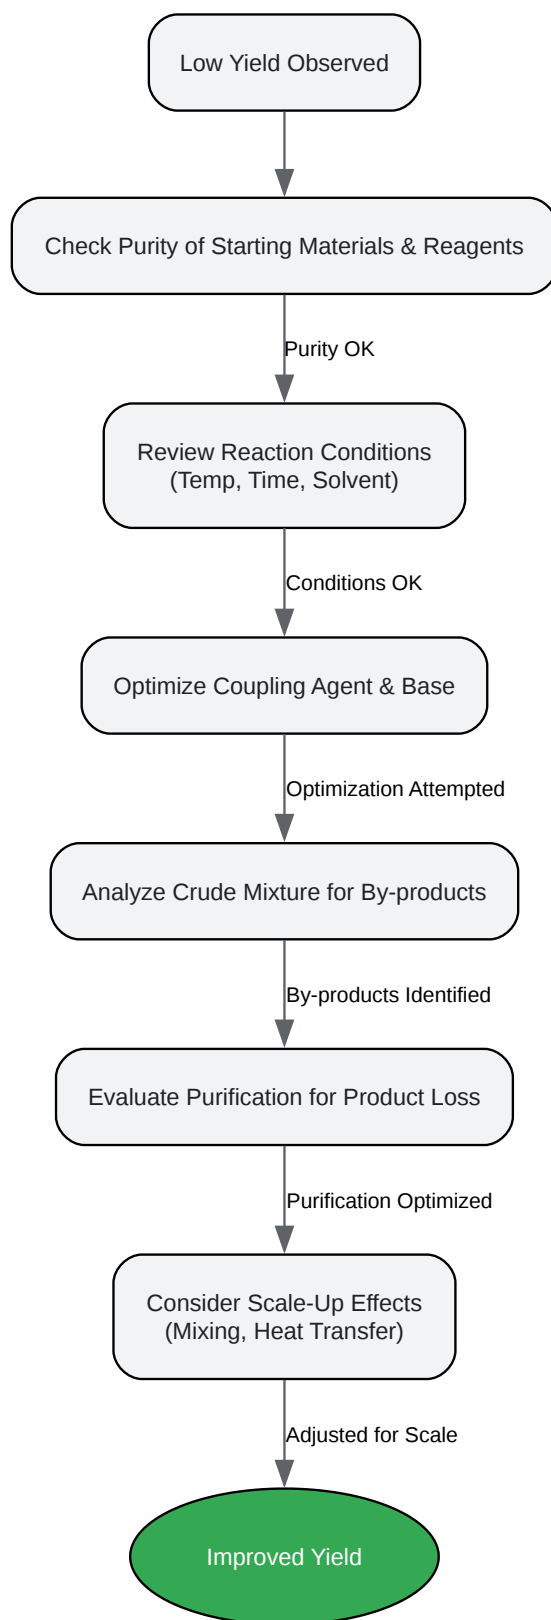 Low Yield Observed
Check Purity of Starting Materials & Reagents
Purity OK
Review Reaction Conditions
(Temp, Time, Solvent)
Conditions OK
Optimize Coupling Agent & Base
Optimization Attempted
Analyze Crude Mixture for By-products
By-products Identified
Evaluate Purification for Product Loss
Purification Optimized
Consider Scale-Up Effects
(Mixing, Heat Transfer)
Adjusted for Scale
Improved Yield